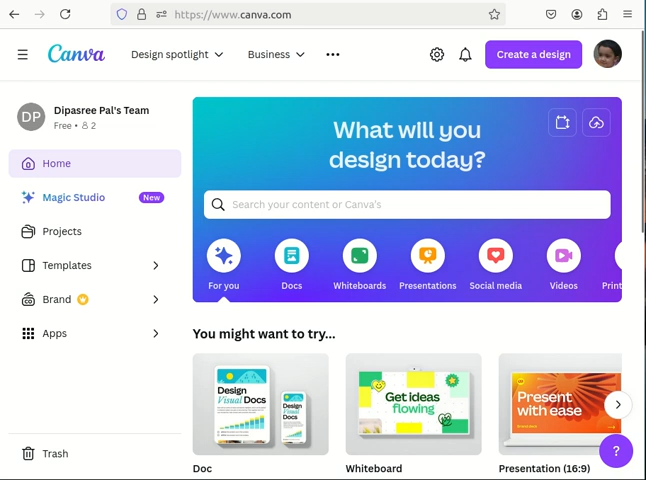 https://www.canva.com
Canva
Design spotlight
Business
Create a design
DP
Dipasree Pal's Team
Free • 2
Home
Magic Studio
New
Projects
Templates
Brand
Apps
Trash
What will you
design today?
Search your content or Canva's
For you
Docs
Whiteboards
Presentations
Social media
Videos
Print
You might want to try...
Design
Visual Docs
Design
Visual
Docs
Doc
Get ideas
flowing
Whiteboard
Present
with ease
Presentation (16:9)
?